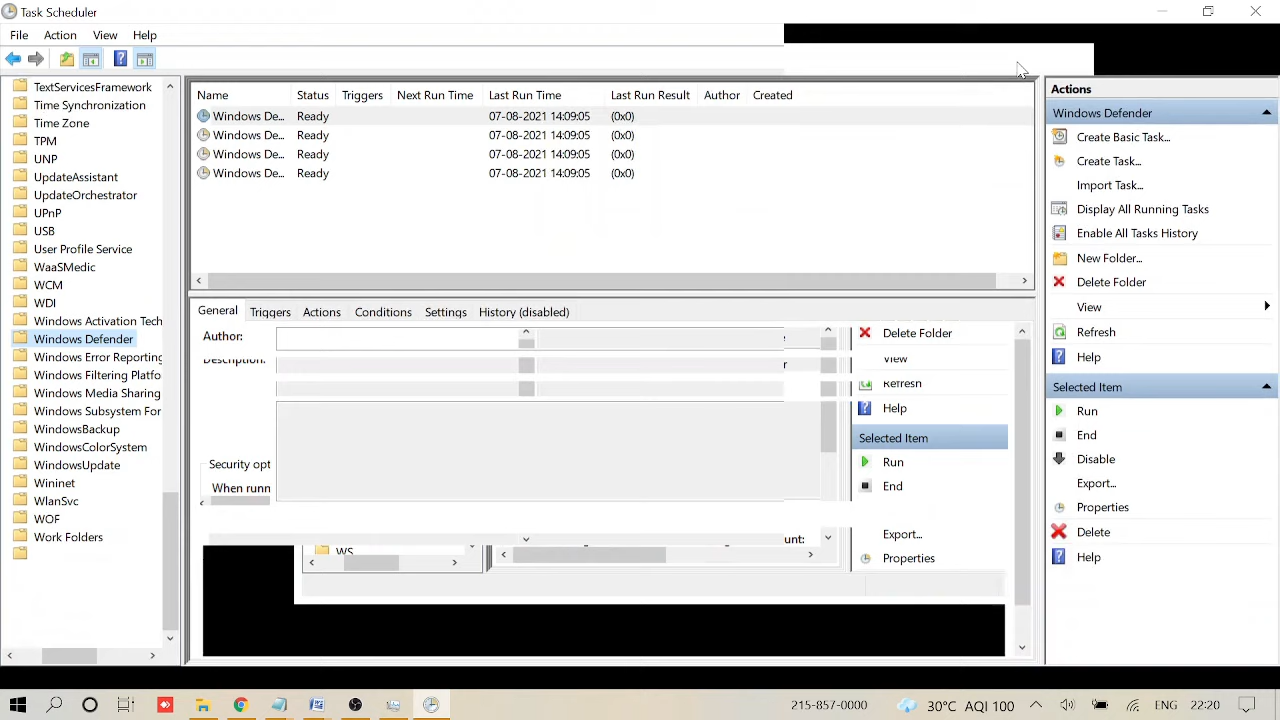 Task Scheduler
File Action View Help
TextServicesFramework
Time Synchronization
Time Zone
TPM
UNP
UpdateAssistant
UpdateOrchestrator
UPnP
USB
User Profile Service
WaaSMedic
WCM
WDI
Windows Activation Tech
Windows Defender
Windows Error Reporting
Windows Filtering Platfo
Windows Media Sharing
Windows Subsystem For
WindowsBackup
WindowsColorSystem
WindowsUpdate
Wininet
WlanSvc
WOF
Work Folders
Name Status Triggers Next Run Time Last Run Time Last Run Result Author Created
Windows De... Ready 07-08-2021 14:09:05 (0x0)
Windows De... Ready 07-08-2021 14:09:05 (0x0)
Windows De... Ready 07-08-2021 14:09:05 (0x0)
Windows De... Ready 07-08-2021 14:09:05 (0x0)
General Triggers Actions Conditions Settings History (disabled)
Author:
Description:
Security opt
When runn
WS
unt:
Delete Folder
View
Refresh
Help
Selected Item
Run
End
Export...
Properties
Actions
Windows Defender
Create Basic Task...
Create Task...
Import Task...
Display All Running Tasks
Enable All Tasks History
New Folder...
Delete Folder
View
Refresh
Help
Selected Item
Run
End
Disable
Export...
Properties
Delete
Help
215-857-0000 30°C AQI 100 ENG 22:20